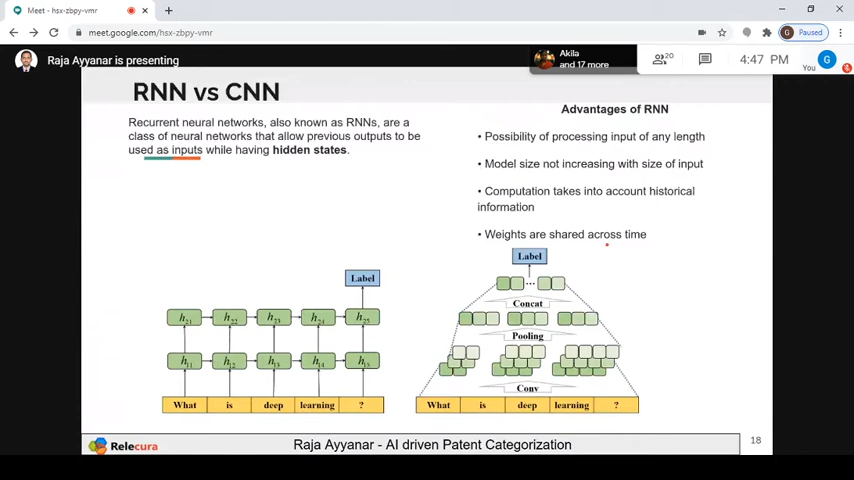 Meet - hsx-zbpy-vmr
meet.google.com/hsx-zbpy-vmr
G
Paused
Raja Ayyanar is presenting
Akila
and 17 more
20
4:47 PM
You
G
RNN vs CNN
Recurrent neural networks, also known as RNNs, are a
class of neural networks that allow previous outputs to be
used as inputs while having hidden states.
Advantages of RNN
• Possibility of processing input of any length
• Model size not increasing with size of input
• Computation takes into account historical
information
• Weights are shared across time
Label
h21 h22 h23 h24 h25
h11 h12 h13 h14 h15
What is deep learning ?
Label
...
Concat
Pooling
Conv
What is deep learning ?
Relecura
Raja Ayyanar - AI driven Patent Categorization
18